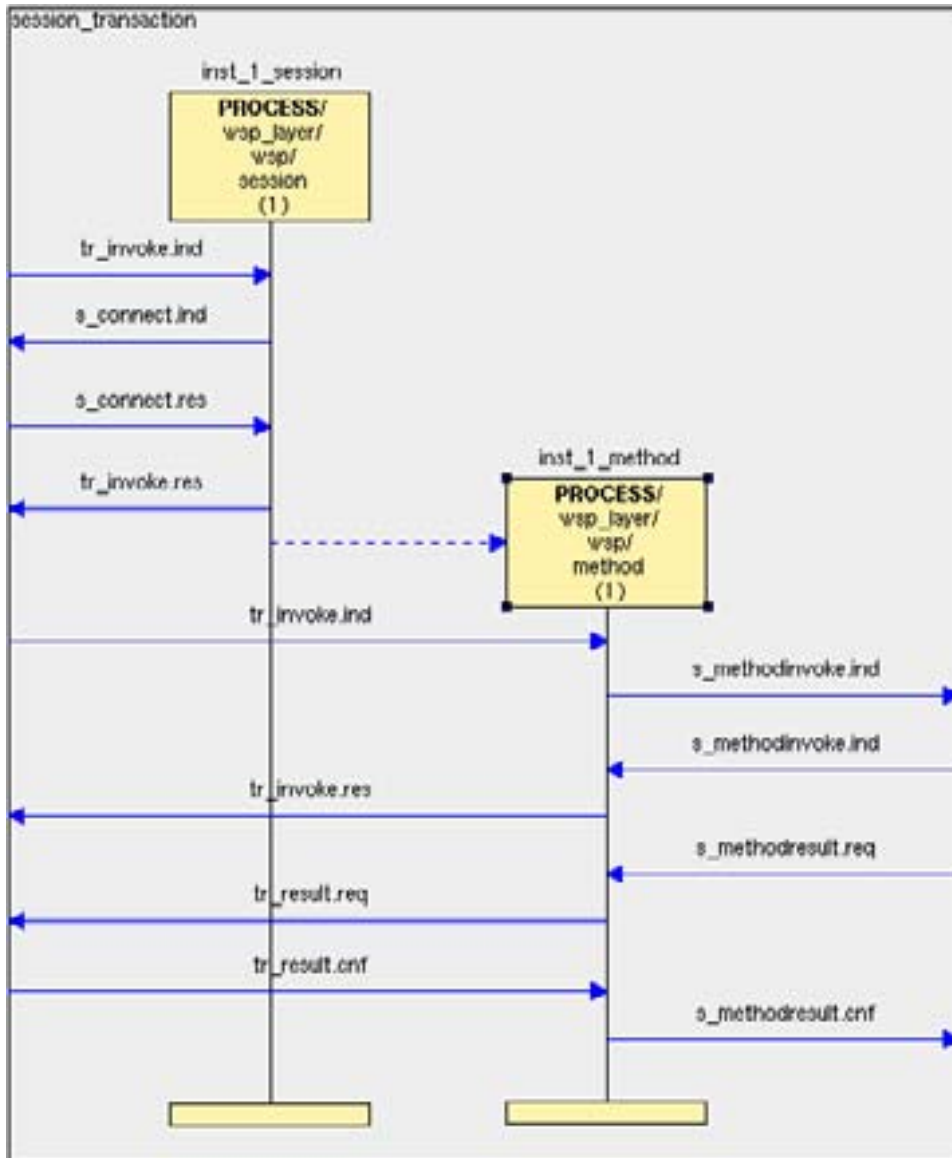 session_transaction
inst_1_session
PROCESS/
wsp_layer/
wsp/
session
(1)
tr_invoke.ind
s_connect.ind
s_connect.res
tr_invoke.res
inst_1_method
PROCESS/
wsp_layer/
wsp/
method
(1)
tr_invoke.ind
s_methodinvoke.ind
s_methodinvoke.ind
tr_invoke.res
s_methodresult.req
tr_result.req
tr_result.cnf
s_methodresult.cnf